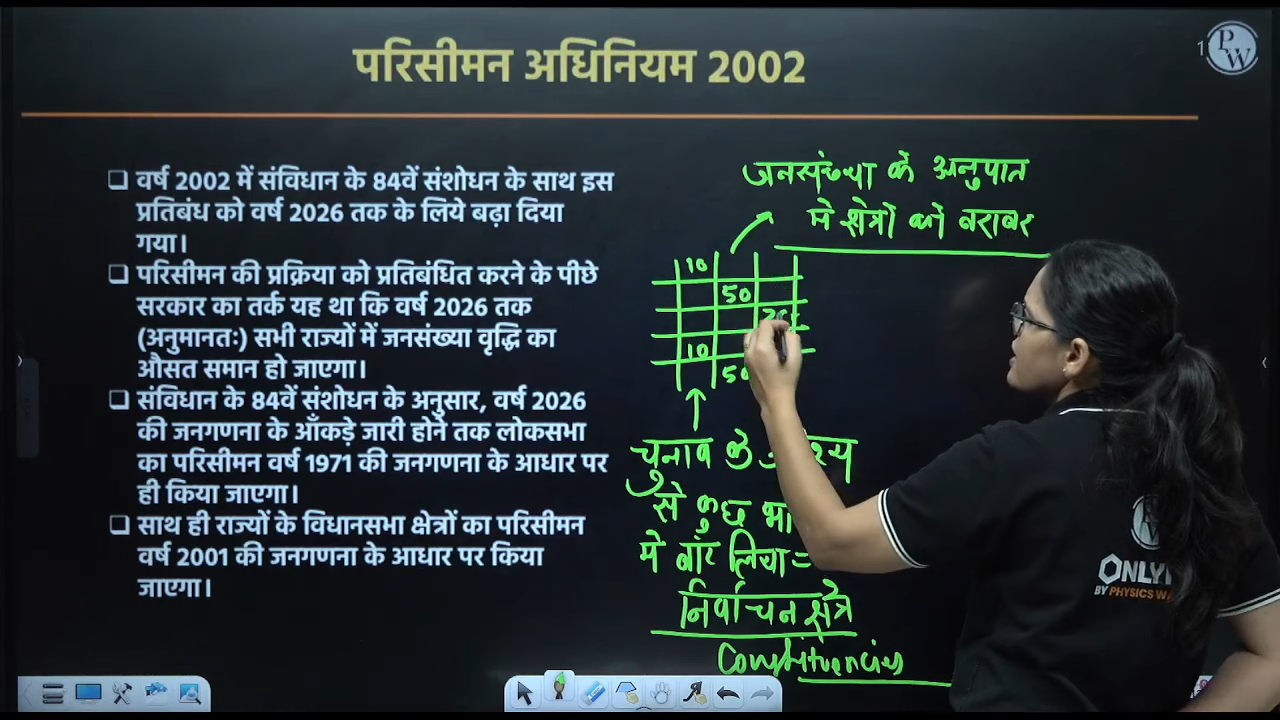 परिसीमन अधिनियम 2002
PW
❑ वर्ष 2002 में संविधान के 84वें संशोधन के साथ इस
प्रतिबंध को वर्ष 2026 तक के लिये बढ़ा दिया
गया।
❑ परिसीमन की प्रक्रिया को प्रतिबंधित करने के पीछे
सरकार का तर्क यह था कि वर्ष 2026 तक
(अनुमानतः) सभी राज्यों में जनसंख्या वृद्धि का
औसत समान हो जाएगा।
❑ संविधान के 84वें संशोधन के अनुसार, वर्ष 2026
की जनगणना के आँकड़े जारी होने तक लोकसभा
का परिसीमन वर्ष 1971 की जनगणना के आधार पर
ही किया जाएगा।
❑ साथ ही राज्यों के विधानसभा क्षेत्रों का परिसीमन
वर्ष 2001 की जनगणना के आधार पर किया
जाएगा।
जनसंख्या के अनुपात
में क्षेत्रों को बराबर
10
50
10
50
चुनाव के
से कुछ
में बाँट लिया =
निर्वाचन क्षेत्र
Constituencies
PW
ONLYI
BY PHYSICS WA